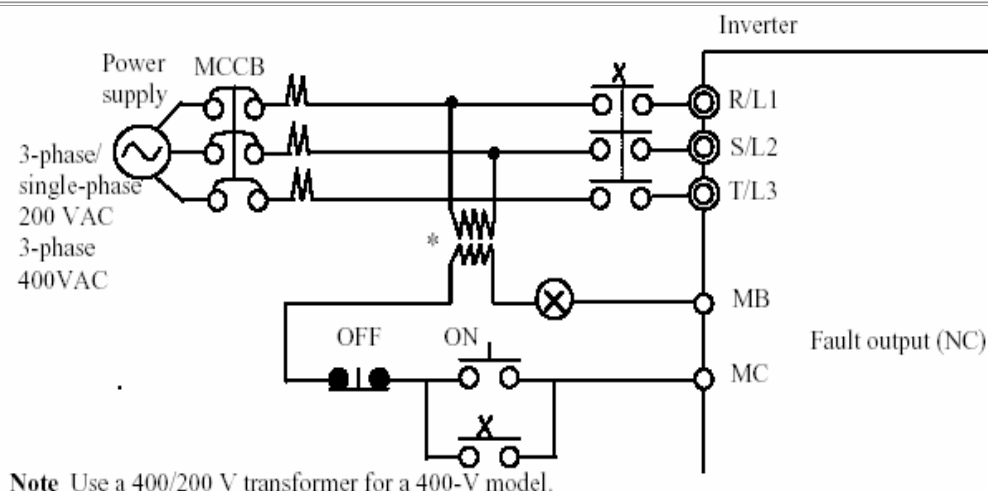 Inverter
Power
supply
MCCB
X
R/L1
S/L2
T/L3
3-phase/
single-phase
200 VAC
3-phase
400VAC
*
MB
OFF
ON
Fault output (NC)
MC
X
Note Use a 400/200 V transformer for a 400-V model.